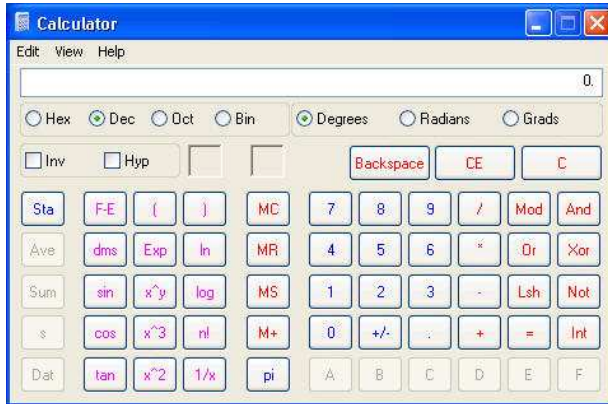 Calculator
Edit View Help
0.
Hex Dec Oct Bin Degrees Radians Grads
Inv Hyp Backspace CE C
Sta F-E ( ) MC 7 8 9 / Mod And
Ave dms Exp ln MR 4 5 6 * Or Xor
Sum sin x^y log MS 1 2 3 - Lsh Not
s cos x^3 n! M+ 0 +/- . + = Int
Dat tan x^2 1/x pi A B C D E F